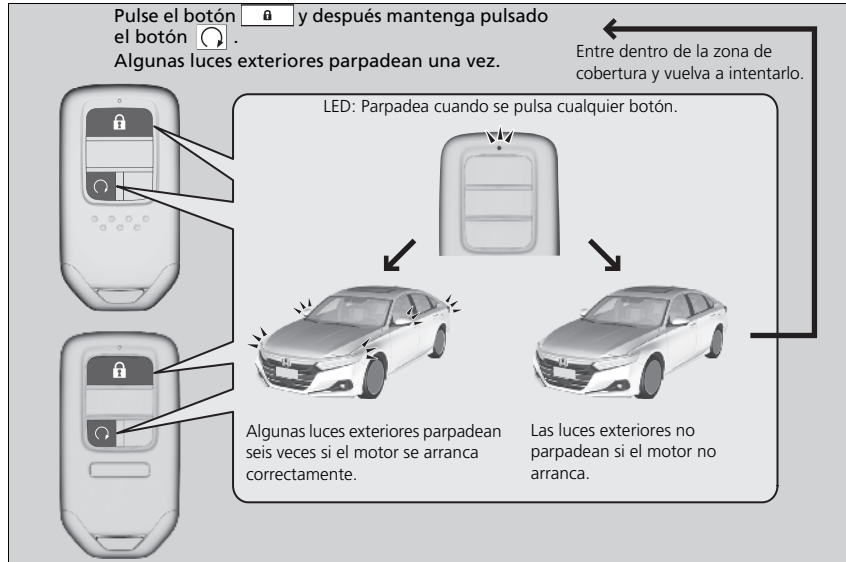 Pulse el botón y después mantenga pulsado
el botón .
Algunas luces exteriores parpadean una vez.
Entre dentro de la zona de
cobertura y vuelva a intentarlo.
LED: Parpadea cuando se pulsa cualquier botón.
Algunas luces exteriores parpadean
seis veces si el motor se arranca
correctamente.
Las luces exteriores no
parpadean si el motor no
arranca.